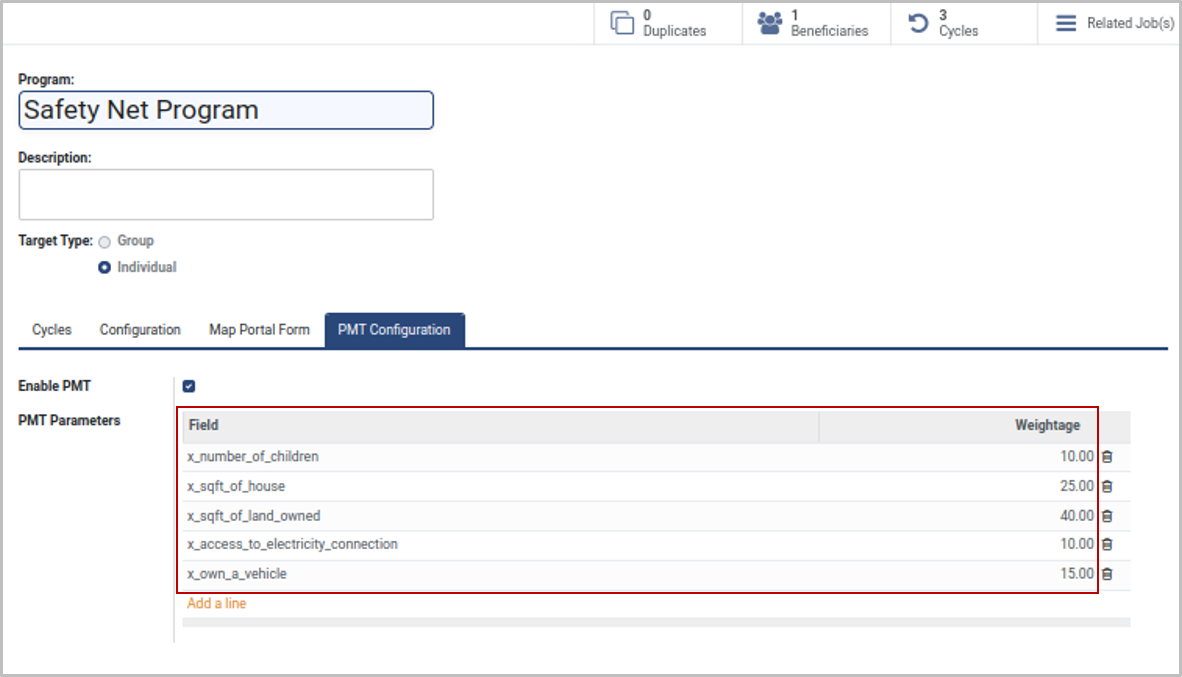 0
Duplicates
1
Beneficiaries
3
Cycles
Related Job(s)
Program:
Safety Net Program
Description:
Target Type: Group
Individual
Cycles Configuration Map Portal Form PMT Configuration
Enable PMT
PMT Parameters
Field Weightage
x_number_of_children 10.00
x_sqft_of_house 25.00
x_sqft_of_land_owned 40.00
x_access_to_electricity_connection 10.00
x_own_a_vehicle 15.00
Add a line